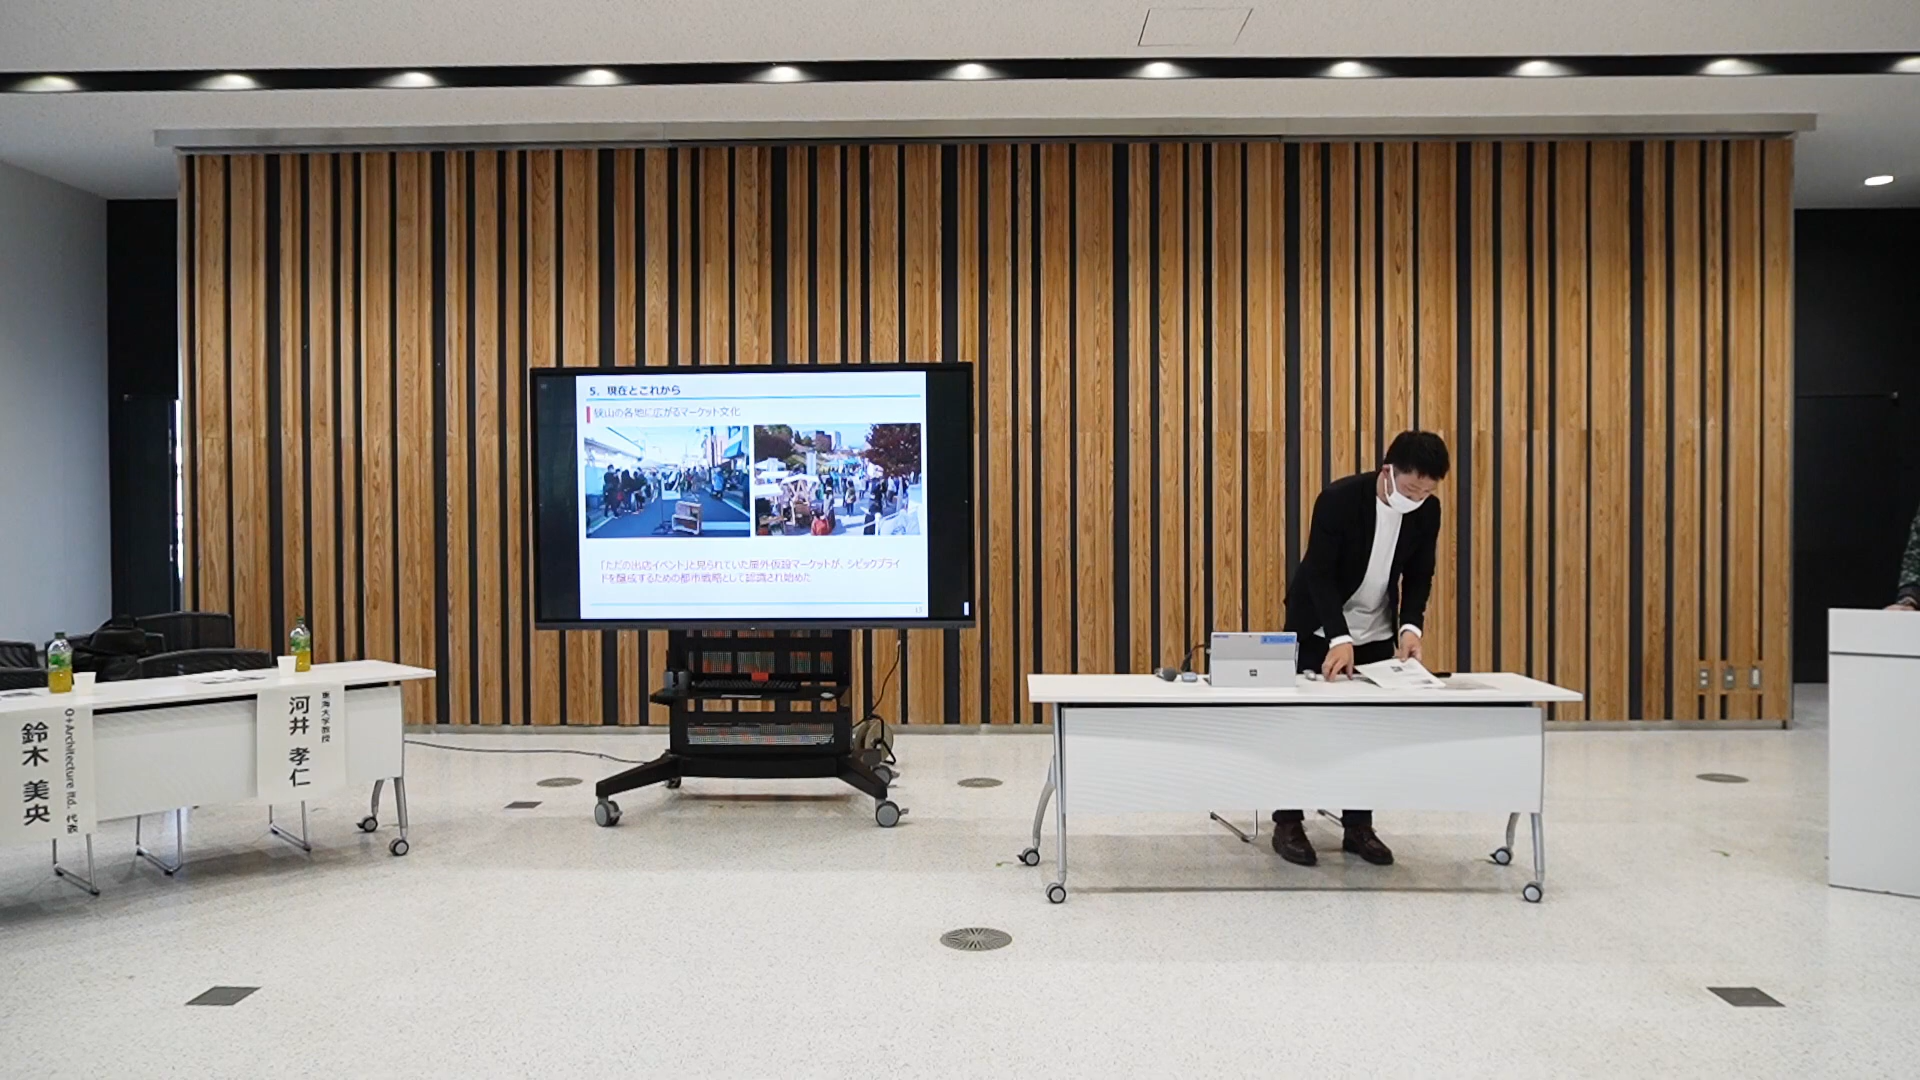 5．現在とこれから
狭山の各地に広がるマーケット文化
「ただの出店イベント」と見られていた屋外仮設マーケットが、シビックプライ
ドを醸成するための都市戦略として認識され始めた
東海大学教授
河井 孝仁
O+Architecture ltd. 代表
鈴木 美央